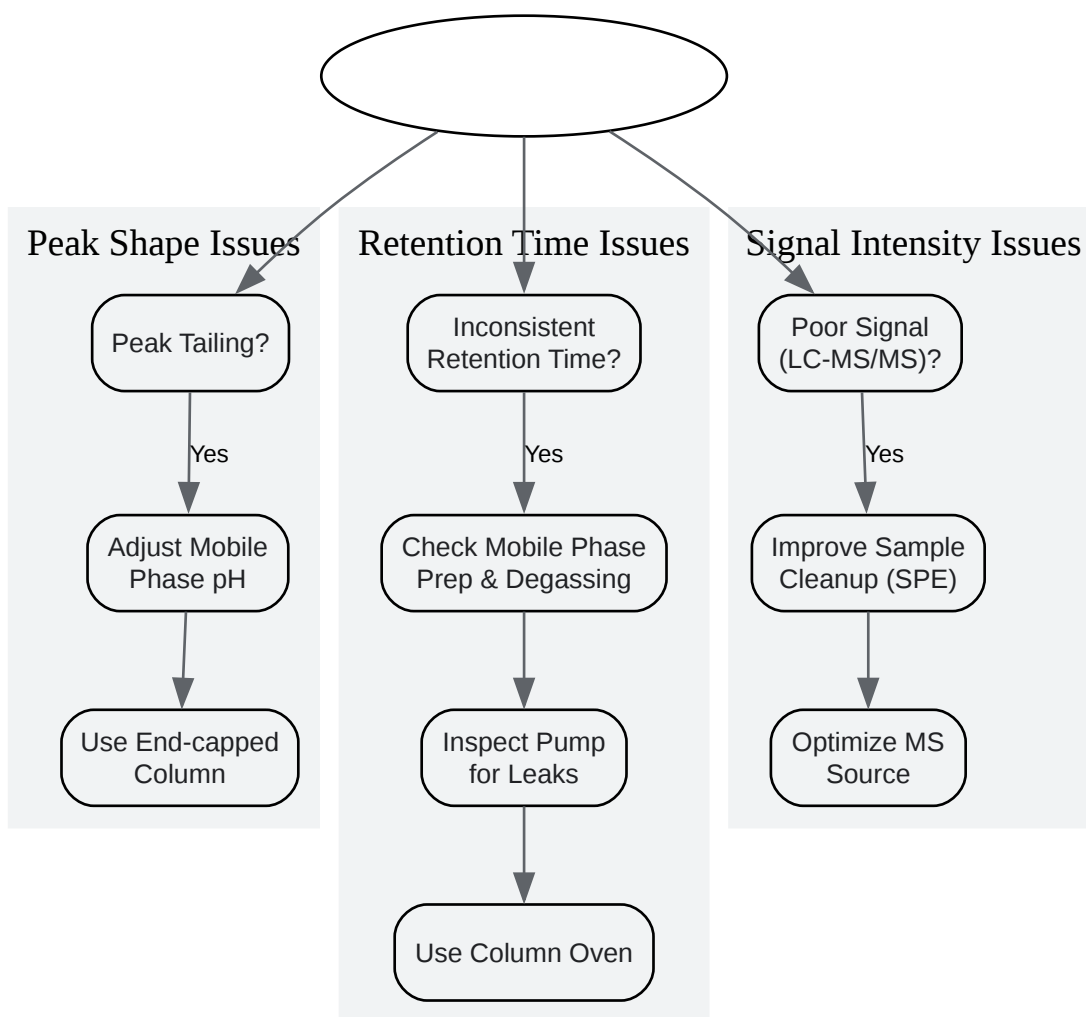 Peak Shape Issues
Peak Tailing?
Yes
Adjust Mobile
Phase pH
Use End-capped
Column
Retention Time Issues
Inconsistent
Retention Time?
Yes
Check Mobile Phase
Prep & Degassing
Inspect Pump
for Leaks
Use Column Oven
Signal Intensity Issues
Poor Signal
(LC-MS/MS)?
Yes
Improve Sample
Cleanup (SPE)
Optimize MS
Source